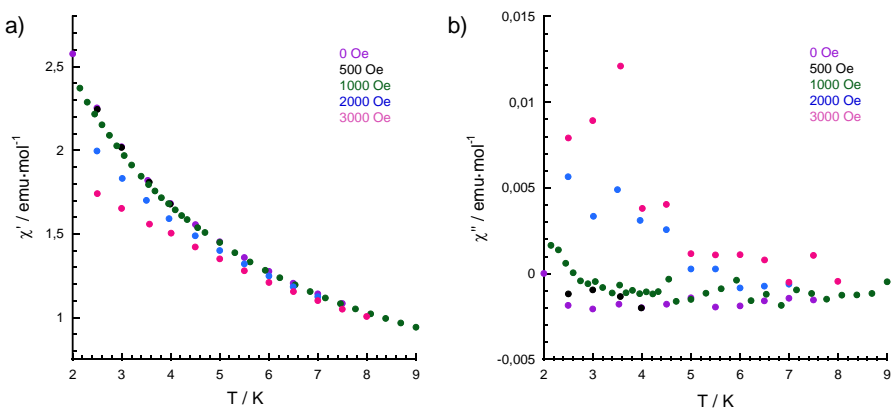 a)
χ' / emu·mol⁻¹
2,5
2
1,5
1
2 3 4 5 6 7 8 9
T / K
0 Oe
500 Oe
1000 Oe
2000 Oe
3000 Oe
b)
χ'' / emu·mol⁻¹
0,015
0,01
0,005
0
-0,005
2 3 4 5 6 7 8 9
T / K
0 Oe
500 Oe
1000 Oe
2000 Oe
3000 Oe